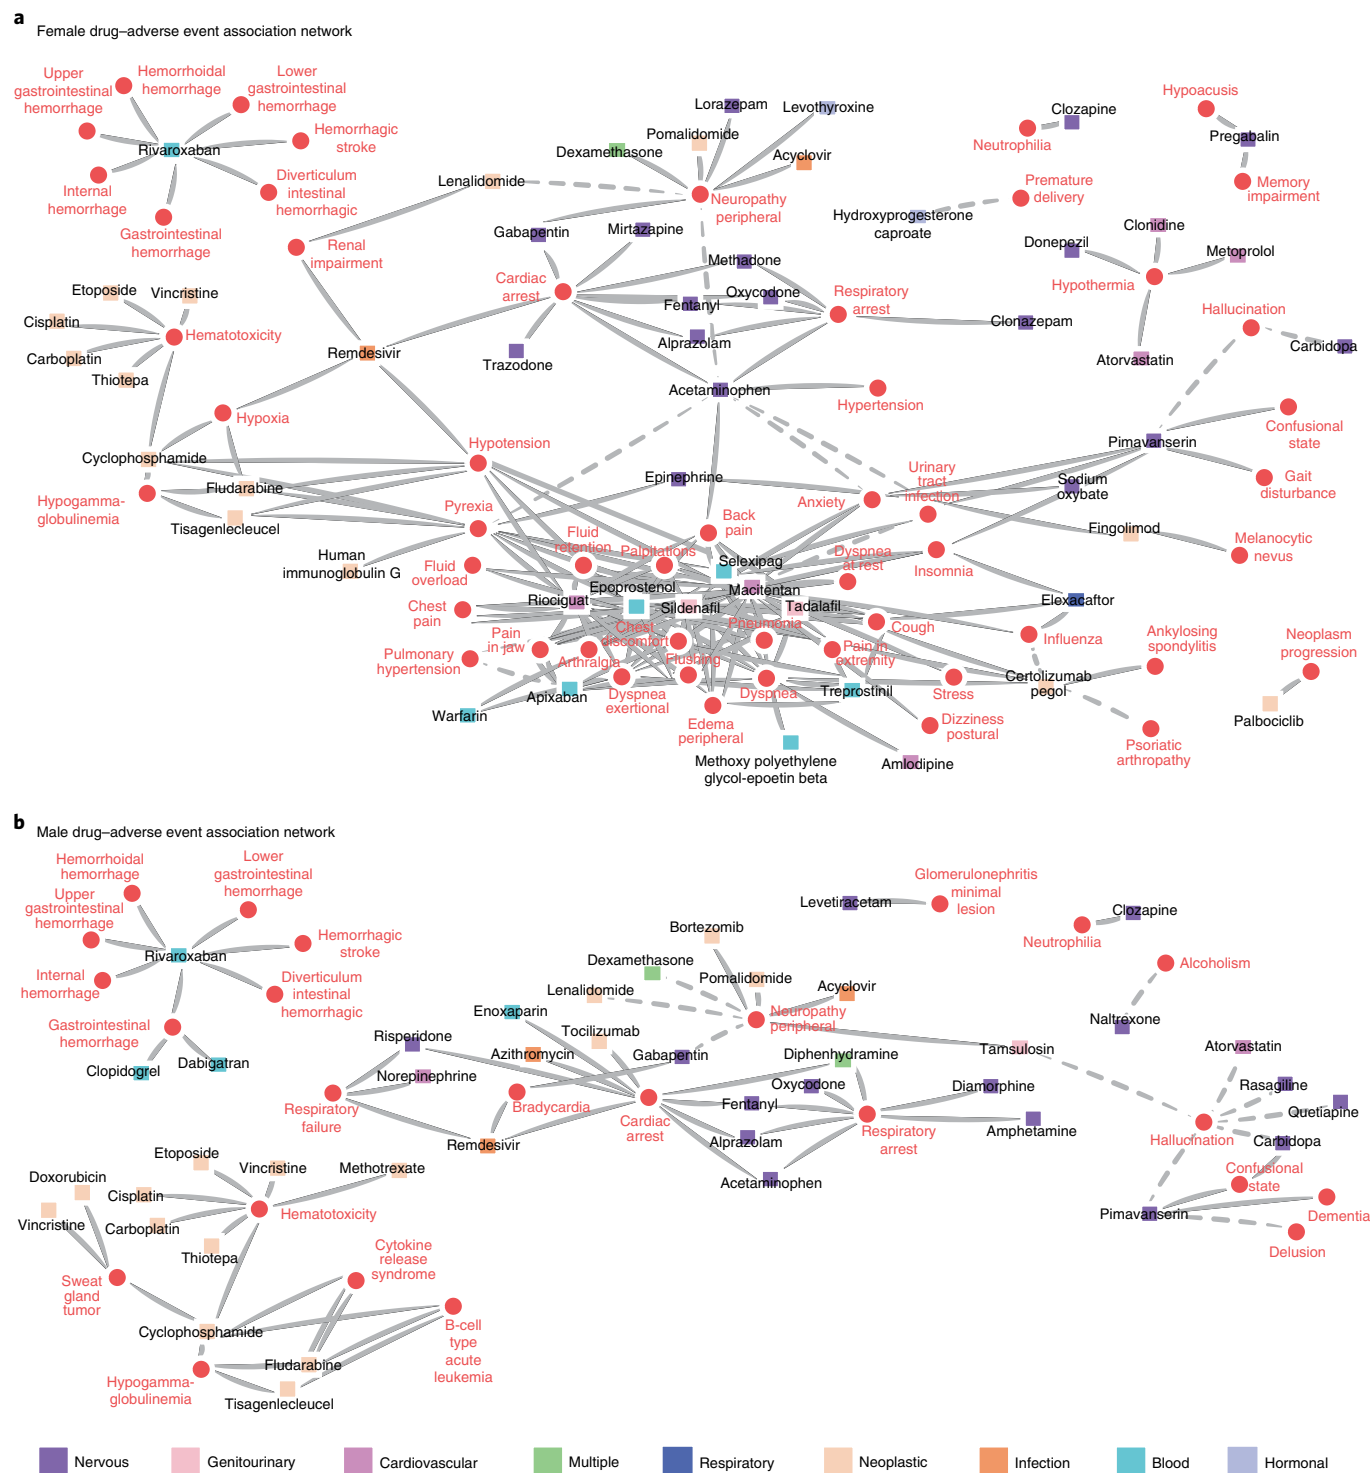 a
Female drug–adverse event association network
Upper
gastrointestinal
hemorrhage
Hemorrhoidal
hemorrhage
Lower
gastrointestinal
hemorrhage
Rivaroxaban
Hemorrhagic
stroke
Internal
hemorrhage
Diverticulum
intestinal
hemorrhagic
Gastrointestinal
hemorrhage
Renal
impairment
Lorazepam
Levothyroxine
Pomalidomide
Dexamethasone
Acyclovir
Lenalidomide
Neuropathy
peripheral
Gabapentin
Mirtazapine
Methadone
Cardiac
arrest
Oxycodone
Fentanyl
Respiratory
arrest
Alprazolam
Trazodone
Clonazepam
Acetaminophen
Hypertension
Clozapine
Neutrophilia
Hypoacusis
Pregabalin
Memory
impairment
Premature
delivery
Hydroxyprogesterone
caproate
Clonidine
Donepezil
Metoprolol
Hypothermia
Atorvastatin
Hallucination
Carbidopa
Etoposide
Vincristine
Cisplatin
Hematotoxicity
Carboplatin
Thiotepa
Remdesivir
Hypoxia
Cyclophosphamide
Hypotension
Fludarabine
Hypogamma-
globulinemia
Tisagenlecleucel
Pyrexia
Human
immunoglobulin G
Epinephrine
Anxiety
Urinary
tract
infection
Pimavanserin
Confusional
state
Sodium
oxybate
Gait
disturbance
Fingolimod
Melanocytic
nevus
Back
pain
Fluid
retention
Palpitations
Selexipag
Dyspnea
at rest
Insomnia
Fluid
overload
Epoprostenol
Macitentan
Riociguat
Sildenafil
Tadalafil
Elexacaftor
Chest
pain
Chest
discomfort
Pneumonia
Cough
Influenza
Ankylosing
spondylitis
Neoplasm
progression
Pain
in jaw
Pulmonary
hypertension
Arthralgia
Flushing
Pain in
extremity
Certolizumab
pegol
Apixaban
Dyspnea
exertional
Dyspnea
Treprostinil
Stress
Warfarin
Edema
peripheral
Dizziness
postural
Palbociclib
Methoxy polyethylene
glycol-epoetin beta
Amlodipine
Psoriatic
arthropathy
b
Male drug–adverse event association network
Hemorrhoidal
hemorrhage
Lower
gastrointestinal
hemorrhage
Upper
gastrointestinal
hemorrhage
Rivaroxaban
Hemorrhagic
stroke
Internal
hemorrhage
Diverticulum
intestinal
hemorrhagic
Gastrointestinal
hemorrhage
Clopidogrel
Dabigatran
Levetiracetam
Glomerulonephritis
minimal
lesion
Clozapine
Neutrophilia
Bortezomib
Dexamethasone
Pomalidomide
Lenalidomide
Acyclovir
Neuropathy
peripheral
Alcoholism
Naltrexone
Enoxaparin
Tocilizumab
Risperidone
Azithromycin
Gabapentin
Diphenhydramine
Tamsulosin
Norepinephrine
Oxycodone
Diamorphine
Respiratory
failure
Bradycardia
Cardiac
arrest
Fentanyl
Respiratory
arrest
Amphetamine
Remdesivir
Alprazolam
Acetaminophen
Atorvastatin
Rasagiline
Quetiapine
Hallucination
Carbidopa
Confusional
state
Pimavanserin
Dementia
Delusion
Etoposide
Vincristine
Methotrexate
Doxorubicin
Cisplatin
Vincristine
Carboplatin
Hematotoxicity
Thiotepa
Sweat
gland
tumor
Cytokine
release
syndrome
Cyclophosphamide
B-cell
type
acute
leukemia
Fludarabine
Hypogamma-
globulinemia
Tisagenlecleucel
Nervous
Genitourinary
Cardiovascular
Multiple
Respiratory
Neoplastic
Infection
Blood
Hormonal